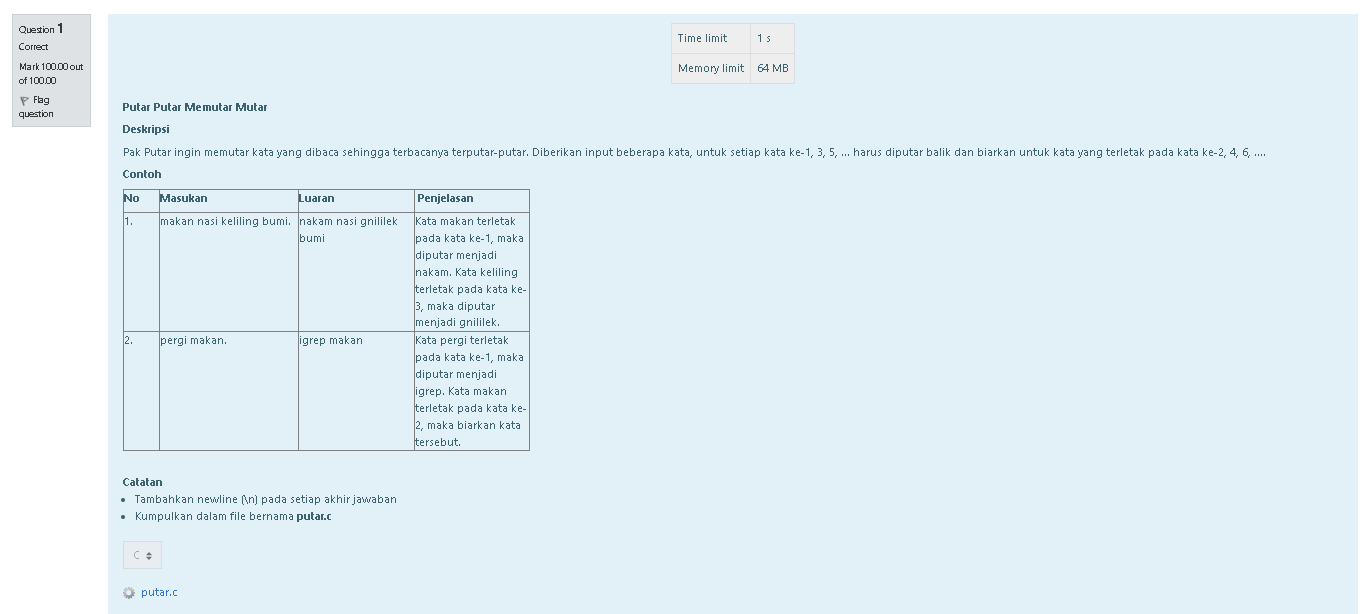 Question 1
Correct
Mark 100.00 out
of 100.00
Flag
question
Time limit 1 s
Memory limit 64 MB
Putar Putar Memutar Mutar
Deskripsi
Pak Putar ingin memutar kata yang dibaca sehingga terbacanya terputar-putar. Diberikan input beberapa kata, untuk setiap kata ke-1, 3, 5, ... harus diputar balik dan biarkan untuk kata yang terletak pada kata ke-2, 4, 6, ....
Contoh
No Masukan Luaran Penjelasan
1. makan nasi keliling bumi. nakam nasi gnililek Kata makan terletak
bumi pada kata ke-1, maka
diputar menjadi
nakam. Kata keliling
terletak pada kata ke-
3, maka diputar
menjadi gnililek.
2. pergi makan. igrep makan Kata pergi terletak
pada kata ke-1, maka
diputar menjadi
igrep. Kata makan
terletak pada kata ke-
2, maka biarkan kata
tersebut.
Catatan
• Tambahkan newline (\n) pada setiap akhir jawaban
• Kumpulkan dalam file bernama putar.c
C
putar.c